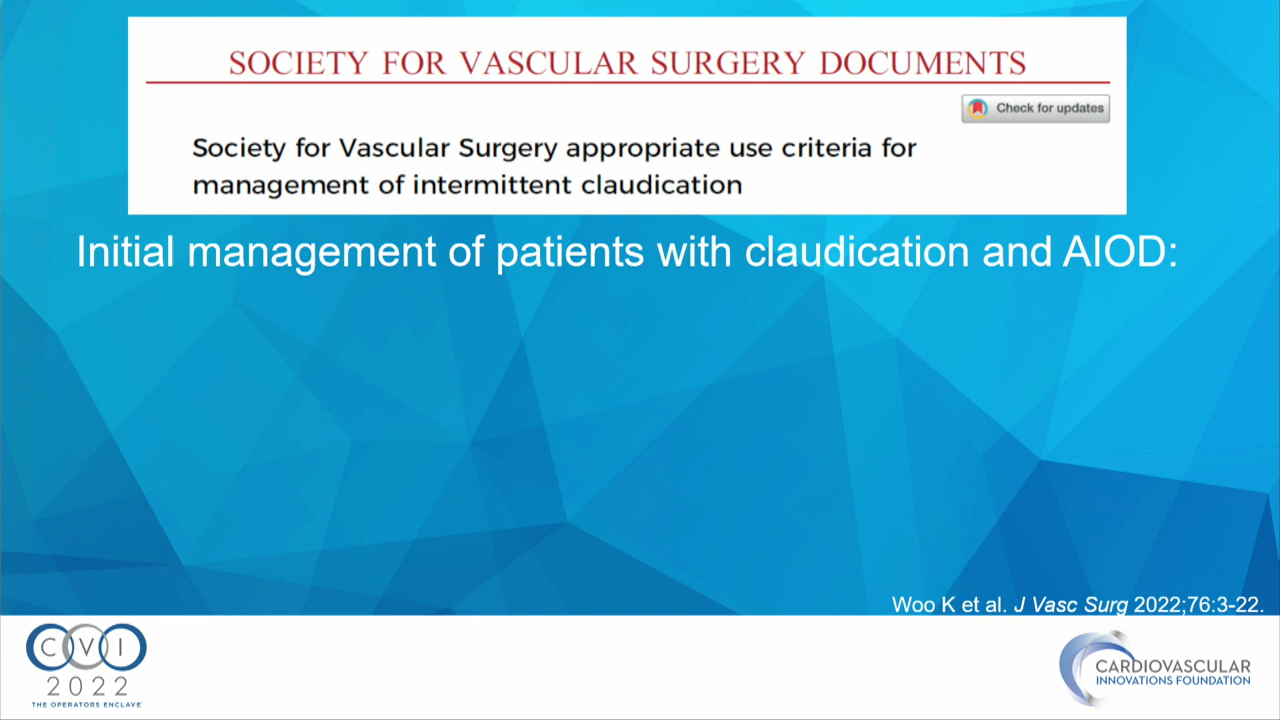 SOCIETY FOR VASCULAR SURGERY DOCUMENTS
Check for updates
Society for Vascular Surgery appropriate use criteria for
management of intermittent claudication
Initial management of patients with claudication and AIOD:
Woo K et al. J Vasc Surg 2022;76:3-22.
CVI
2022
THE OPERATORS ENCLAVE
CARDIOVASCULAR
INNOVATIONS FOUNDATION